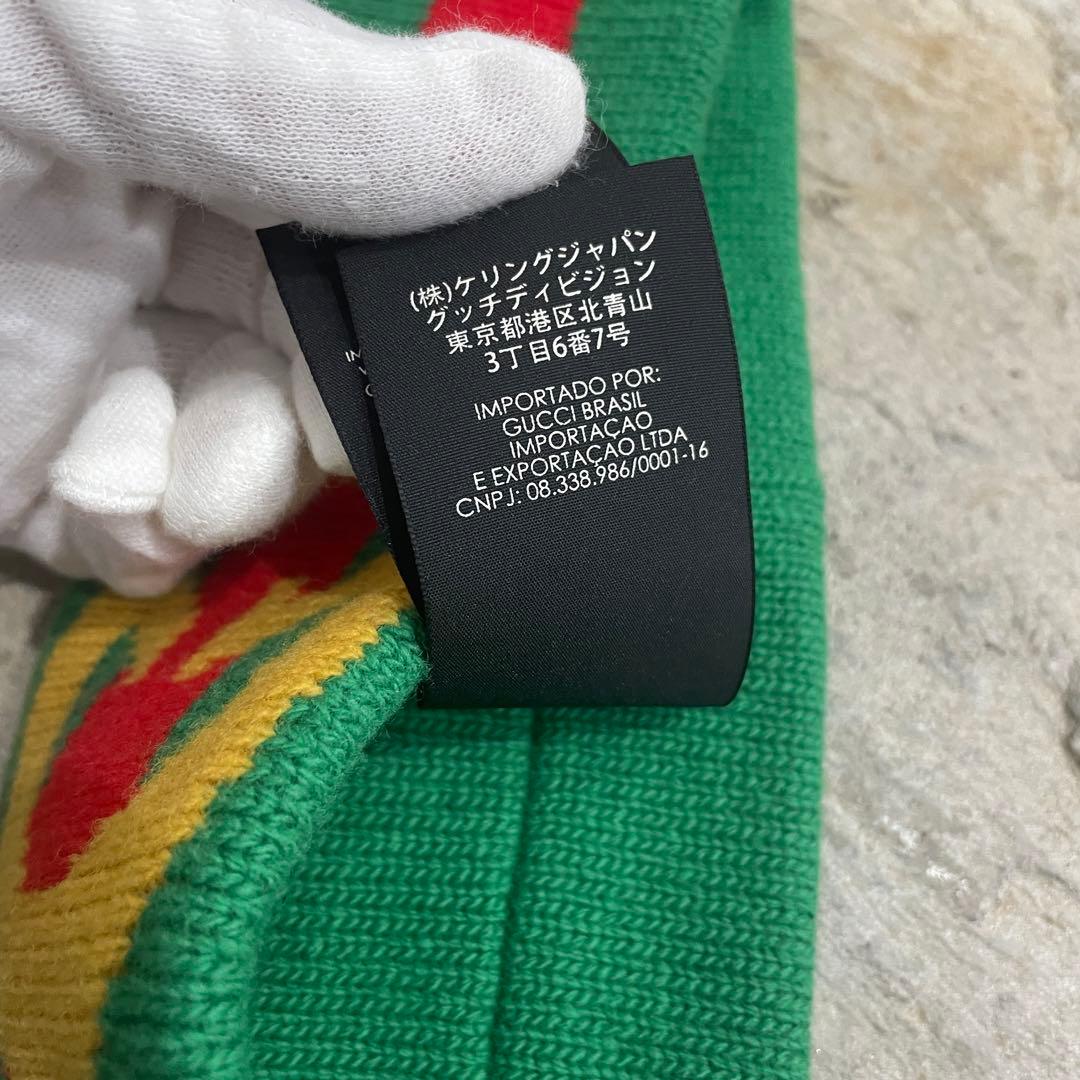 (株)ケリングジャパン
グッチディビジョン
東京都港区北青山
3丁目6番7号
IMPORTADO POR:
GUCCI BRASIL
IMPORTAÇAO
E EXPORTAÇAO LTDA
CNPJ: 08.338.986/0001-16